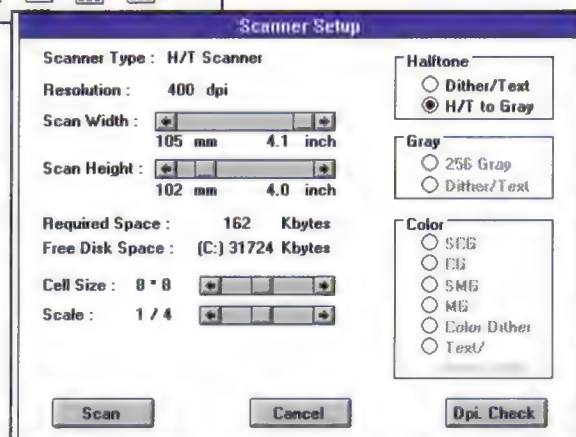 Scanner Setup
Scanner Type : H/T Scanner
Resolution : 400 dpi
Scan Width :
105 mm 4.1 inch
Scan Height :
102 mm 4.0 inch
Required Space : 162 Kbytes
Free Disk Space : (C:) 31724 Kbytes
Cell Size : 8 * 8
Scale : 1 / 4
Halftone
Dither/Text
H/T to Gray
Gray
256 Gray
Dither/Text
Color
SCG
CG
SMG
MG
Color Dither
Text/
Scan Cancel Dpi. Check